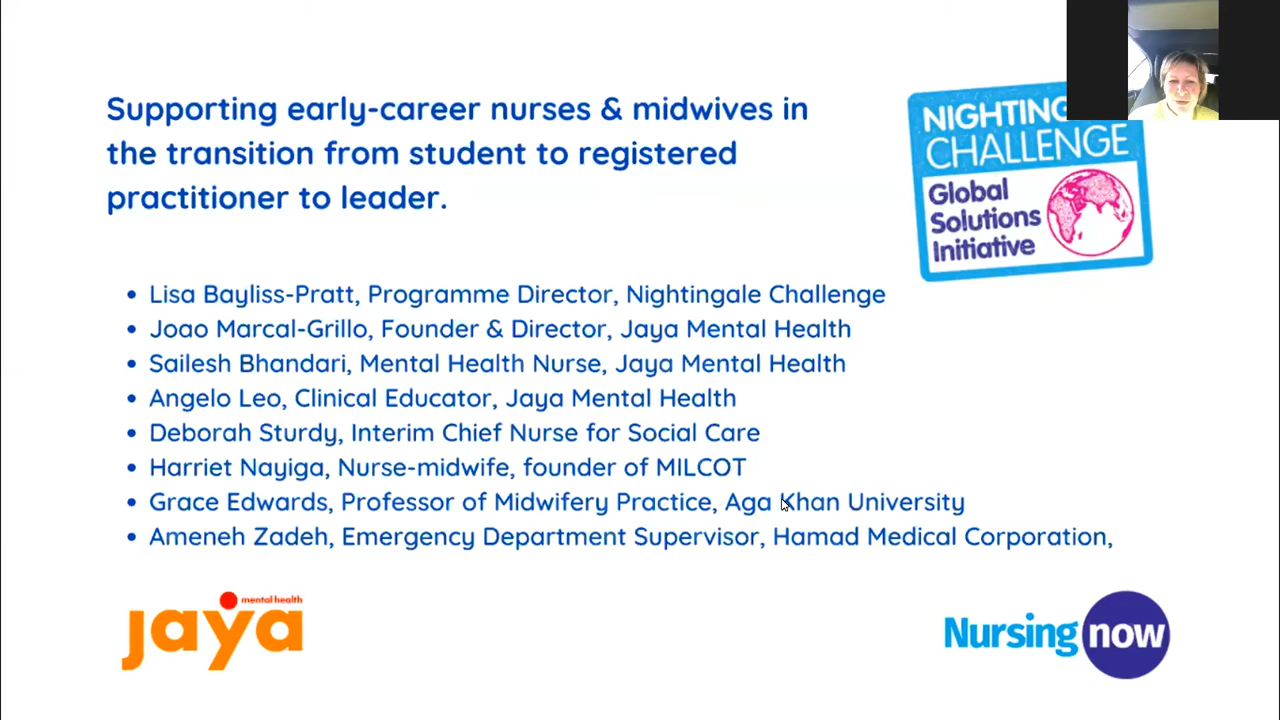 Supporting early-career nurses & midwives in
the transition from student to registered
practitioner to leader.
NIGHTING
CHALLENGE
Global
Solutions
Initiative
• Lisa Bayliss-Pratt, Programme Director, Nightingale Challenge
• Joao Marcal-Grillo, Founder & Director, Jaya Mental Health
• Sailesh Bhandari, Mental Health Nurse, Jaya Mental Health
• Angelo Leo, Clinical Educator, Jaya Mental Health
• Deborah Sturdy, Interim Chief Nurse for Social Care
• Harriet Nayiga, Nurse-midwife, founder of MILCOT
• Grace Edwards, Professor of Midwifery Practice, Aga Khan University
• Ameneh Zadeh, Emergency Department Supervisor, Hamad Medical Corporation,
mental health
jaya
Nursing now